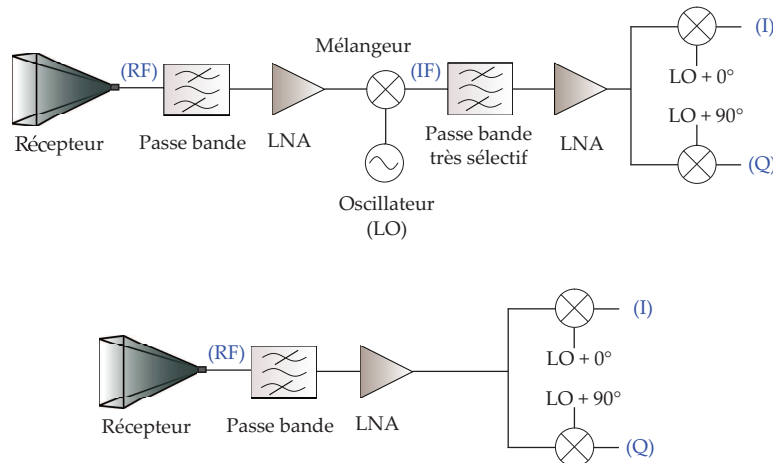 Mélangeur
(RF)
(IF)
(I)
LO + 0°
LO + 90°
(Q)
Récepteur
Passe bande
LNA
Passe bande
très sélectif
LNA
Oscillateur
(LO)
(RF)
(I)
LO + 0°
LO + 90°
(Q)
Récepteur
Passe bande
LNA